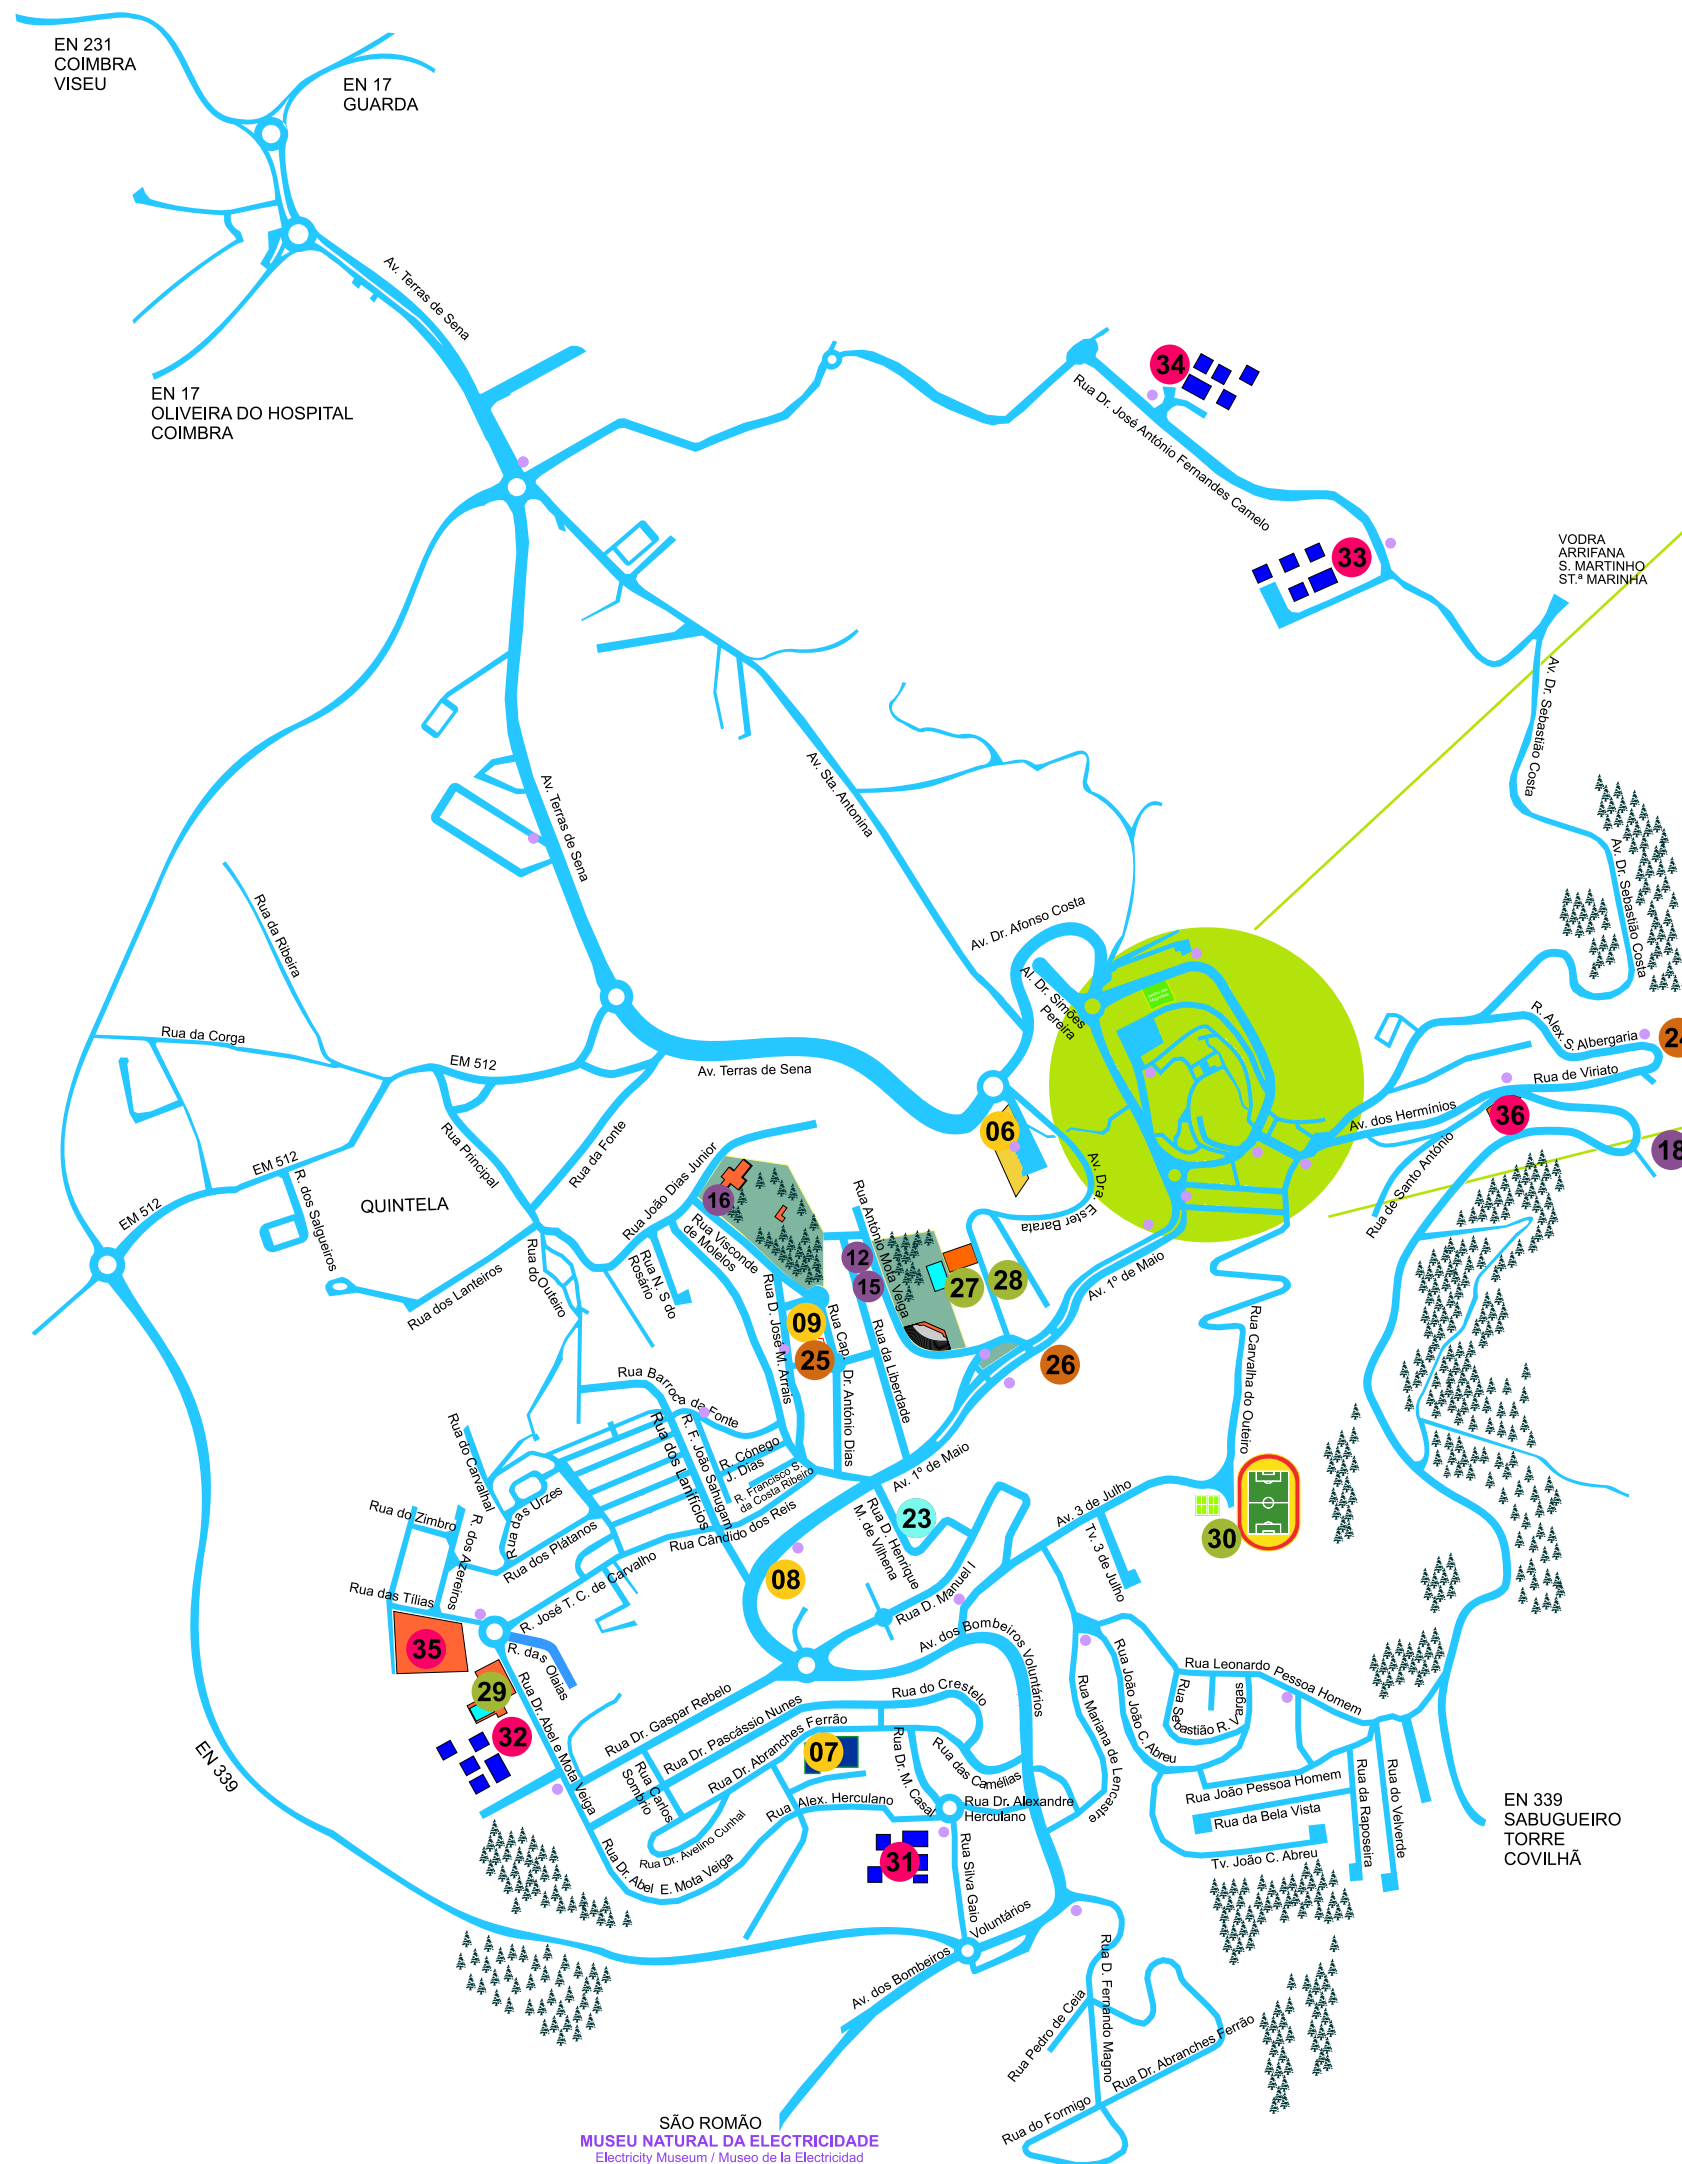 EN 231
COIMBRA
VISEU
EN 17
GUARDA
Av. Terras de Sena
EN 17
OLIVEIRA DO HOSPITAL
COIMBRA
34
Rua Dr. José António Fernandes Camelo
33
VODRA
ARRIFANA
S. MARTINHO
ST.ª MARINHA
Av. Dr. Sebastião Costa
Av. Sta. Antonina
Av. Terras de Sena
Av. Dr. Sebastião Costa
Rua da Ribeira
Av. Dr. Afonso Costa
Al. Dr. Simões
Pereira
R. Alex. S. Albergaria
24
Rua da Corga
EM 512
Av. Terras de Sena
Rua de Viriato
Av. dos Hermínios
36
06
Rua Principal
Rua da Fonte
Rua João Dias Junior
Rua de Santo António
18
EM 512
R. dos Salgueiros
QUINTELA
16
Rua Visconde
de Molelos
Rua António Mota Veiga
Av. Dra. Ester Barata
EM 512
Rua do Outeiro
Rua N. S do
Rosário
12
15
27
28
Av. 1º de Maio
Rua dos Lanteiros
Rua D. José M. Arrais
09
25
Rua Cap. Dr. António Dias
Rua da Liberdade
26
Rua Carvalha do Outeiro
Rua Barroca da Fonte
Rua dos Lanifícios
R. F. João Sahugam
R. Cónego
J. Dias
R. Francisco S.
da Costa Ribeiro
Av. 1º de Maio
Rua do Carvalhal
Rua do Zimbro
R. dos Azereiros
Rua das Urzes
Rua dos Plátanos
Rua Cândido dos Reis
Rua D. Henrique
M. de Vilhena
23
Av. 3 de Julho
Tv. 3 de Julho
30
08
Rua das Tílias
R. José T. C. de Carvalho
Rua D. Manuel I
35
R. das Olaias
Av. dos Bombeiros Voluntários
29
32
Rua Dr. Abel e Mota Veiga
Rua Dr. Gaspar Rebelo
Rua do Crestelo
Rua Dr. Pascássio Nunes
Rua Dr. Abranches Ferrão
07
Rua Carlos
Sombrio
Rua Dr. M. Casal
Rua das Camélias
Rua Mariana de Lencastre
Rua João João C. Abreu
Rua Leonardo Pessoa Homem
Rua Sebastião R. Vargas
EN 339
Rua Alex. Herculano
Rua Dr. Alexandre
Herculano
Rua João Pessoa Homem
Rua da Bela Vista
Rua da Raposeira
Rua do Velverde
Tv. João C. Abreu
EN 339
SABUGUEIRO
TORRE
COVILHÃ
Rua Dr. Avelino Cunhal
Rua Dr. Abel E. Mota Veiga
31
Rua Silva Gaio
Av. dos Bombeiros Voluntários
Rua D. Fernando Magno
Rua Pedro de Ceia
Rua Dr. Abranches Ferrão
Rua do Formigo
SÃO ROMÃO
MUSEU NATURAL DA ELECTRICIDADE
Electricity Museum / Museo de la Electricidad